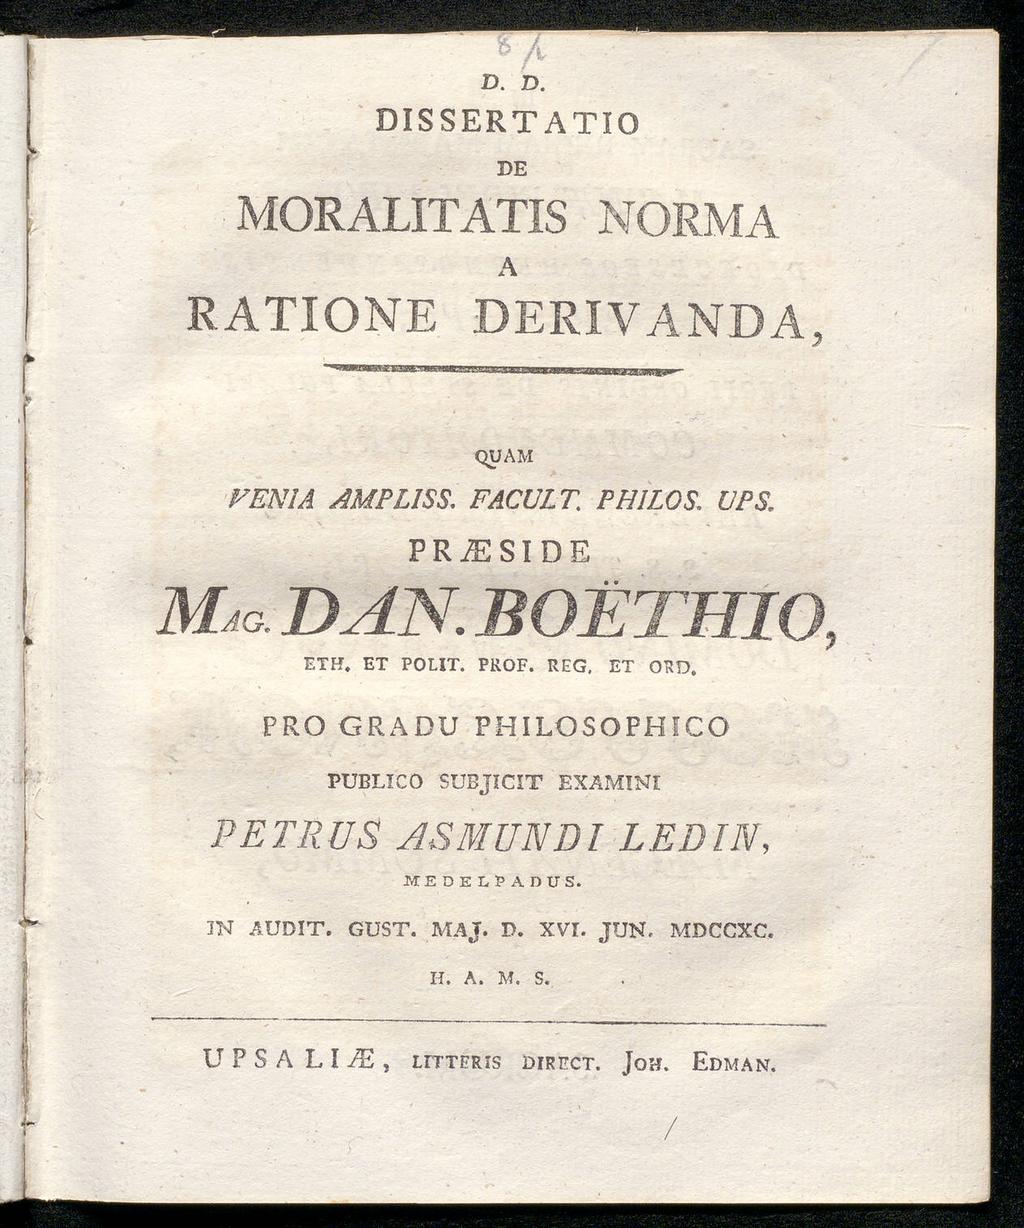 D. D.
DISSERTATIO
DE
MORALITATIS NORMA
A
RATIONE DERIVANDA,
QUAM
VENIA AMPLISS. FACULT. PHILOS. UPS.
PRÆSIDE
MAG. DAN. BOËTHIO,
ETH. ET POLIT. PROF. REG. ET ORD.
PRO GRADU PHILOSOPHICO
PUBLICO SUBJICIT EXAMINI
PETRUS ASMUNDI LEDIN,
MEDELPADUS.
IN AUDIT. GUST. MAJ. D. XVI. JUN. MDCCXC.
H. A. M. S.
UPSALIÆ, LITTERIS DIRECT. JOH. EDMAN.